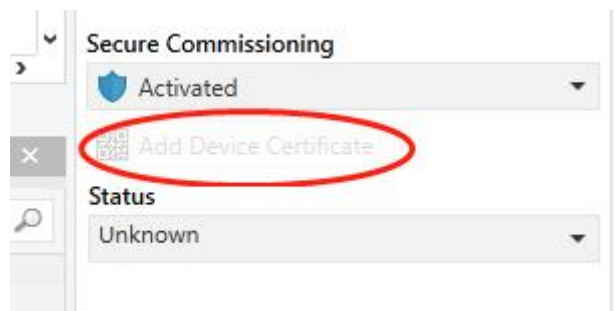 Secure Commissioning
Activated
Add Device Certificate
Status
Unknown